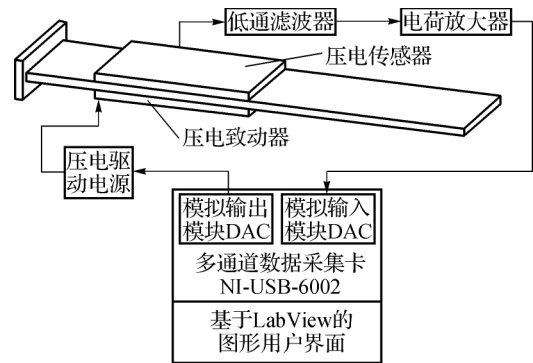 低通滤波器
电荷放大器
压电传感器
压电致动器
压电驱
动电源
模拟输出
模块DAC
模拟输入
模块DAC
多通道数据采集卡
NI-USB-6002
基于LabView的
图形用户界面